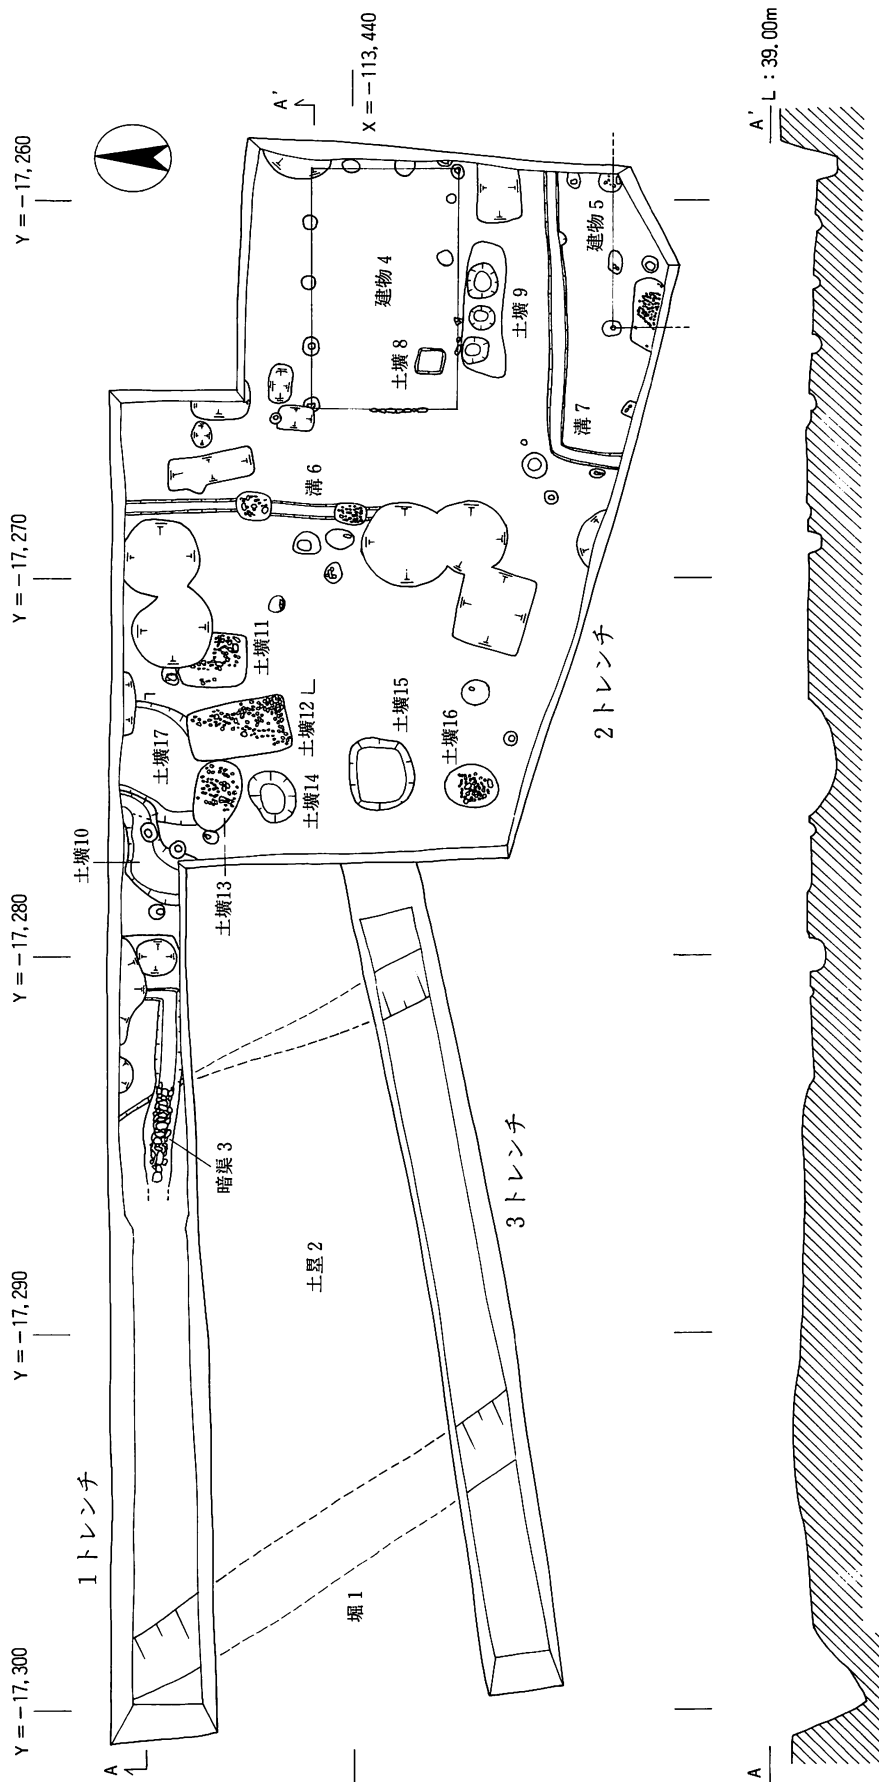 Y=-17,300
Y=-17,290
Y=-17,280
Y=-17,270
Y=-17,260
X=-113,440
A
A'
1トレンチ
2トレンチ
3トレンチ
堀1
土塁2
暗渠3
建物4
建物5
溝6
溝7
土壙8
土壙9
土壙10
土壙11
土壙12
土壙13
土壙14
土壙15
土壙16
土壙17
A
A'
L:39.00m